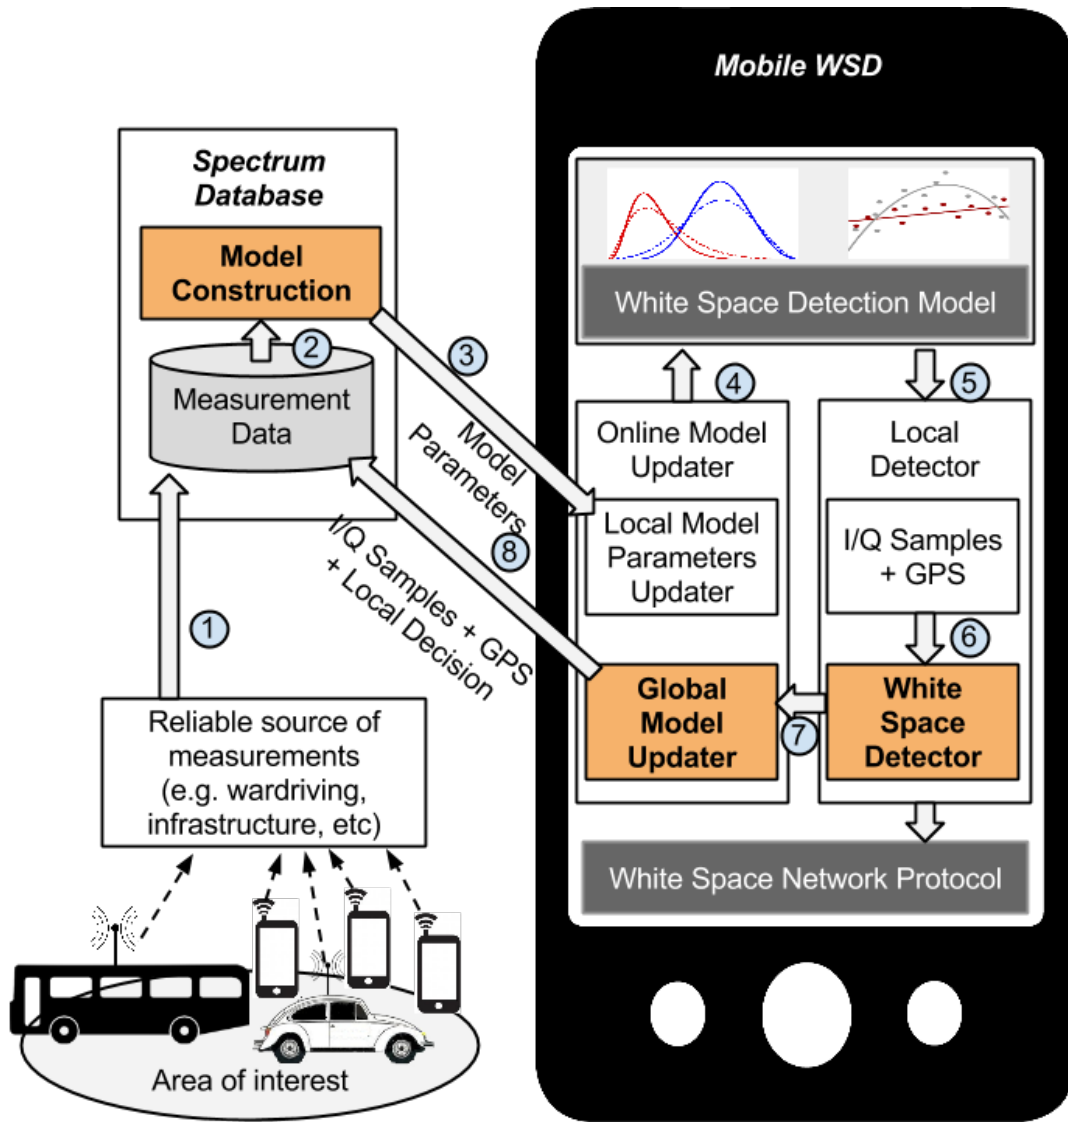 Mobile WSD
Spectrum
Database
Model
Construction
2
Measurement
Data
3
Model
Parameters
8
I/Q Samples + GPS
+ Local Decision
1
Reliable source of
measurements
(e.g. wardriving,
infrastructure, etc)
Area of interest
White Space Detection Model
4
5
Online Model
Updater
Local Model
Parameters
Updater
Global
Model
Updater
Local
Detector
I/Q Samples
+ GPS
6
White
Space
Detector
7
White Space Network Protocol